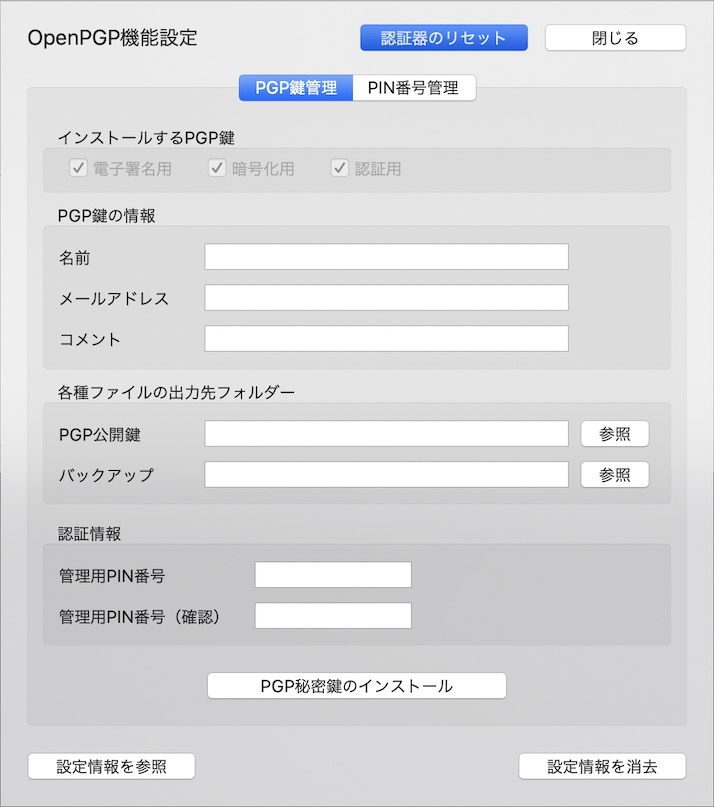 OpenPGP機能設定 認証器のリセット 閉じる
PGP鍵管理 PIN番号管理
インストールするPGP鍵
電子署名用 暗号化用 認証用
PGP鍵の情報
名前
メールアドレス
コメント
各種ファイルの出力先フォルダー
PGP公開鍵 参照
バックアップ 参照
認証情報
管理用PIN番号
管理用PIN番号（確認）
PGP秘密鍵のインストール
設定情報を参照 設定情報を消去